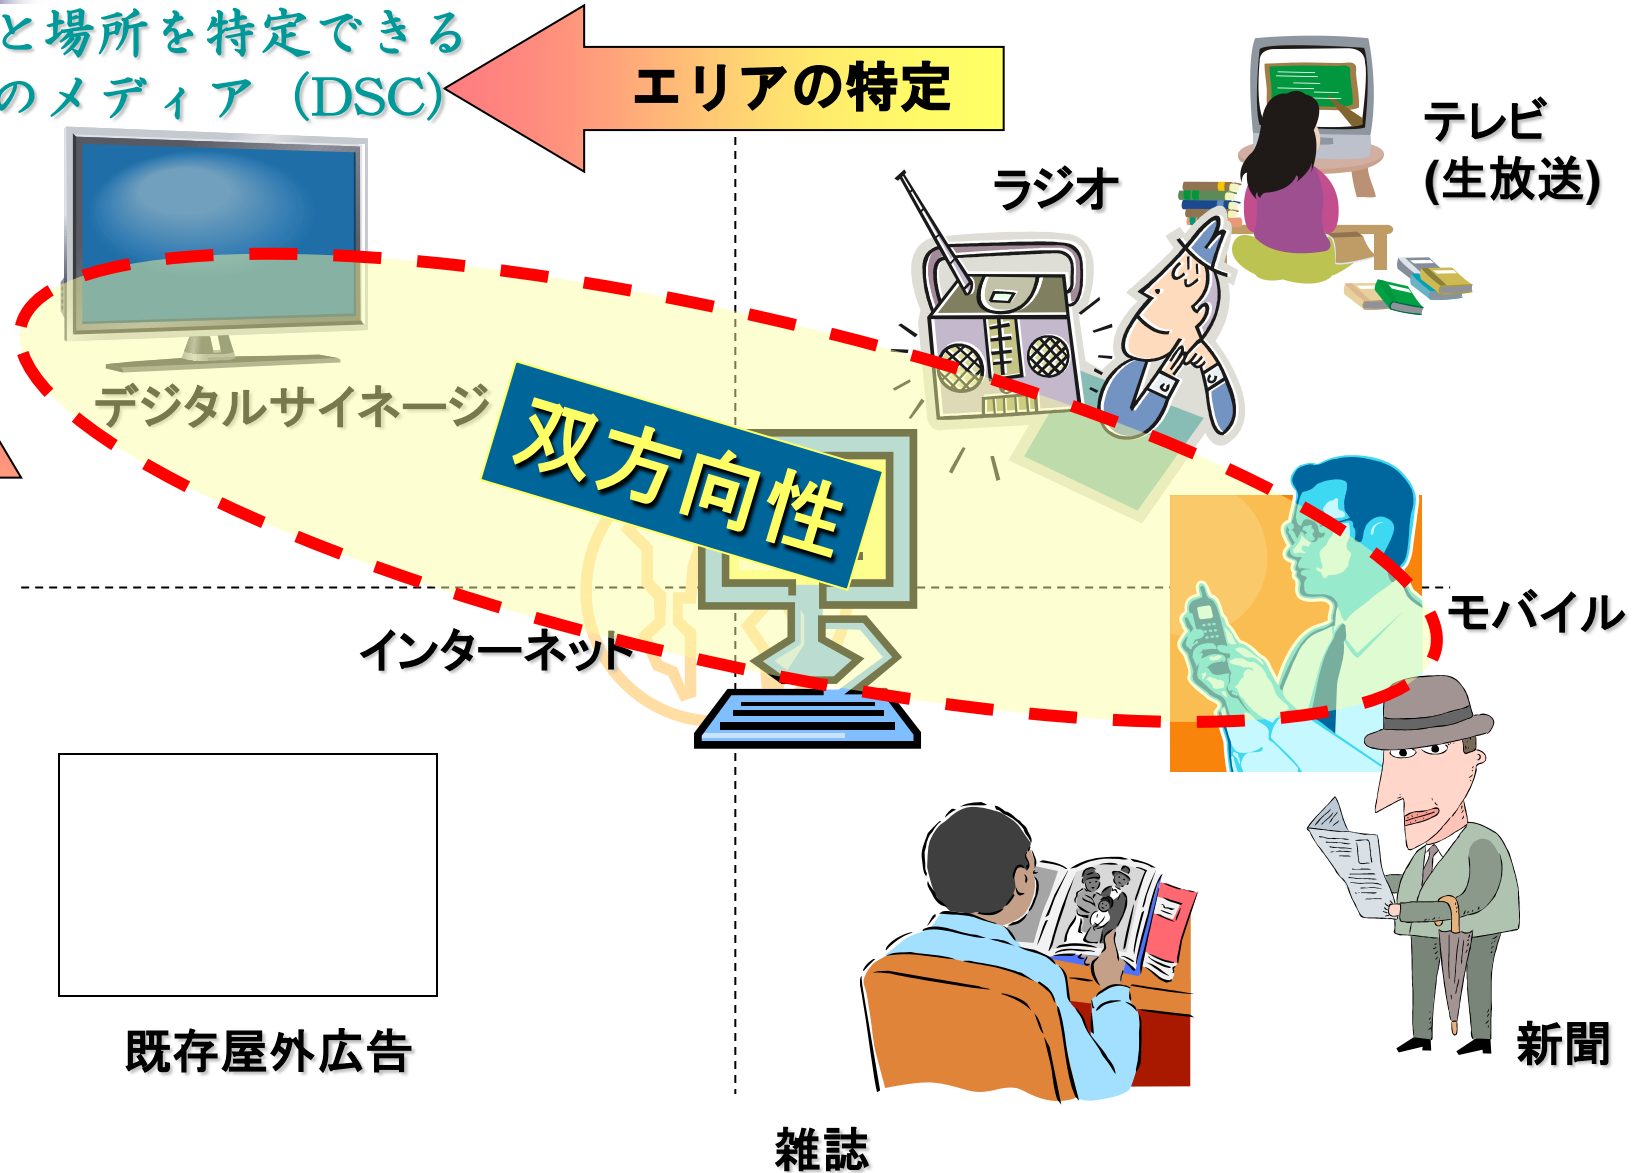 と場所を特定できる
のメディア（DSC）
エリアの特定
テレビ
(生放送)
ラジオ
デジタルサイネージ
双方向性
モバイル
インターネット
既存屋外広告
新聞
雑誌